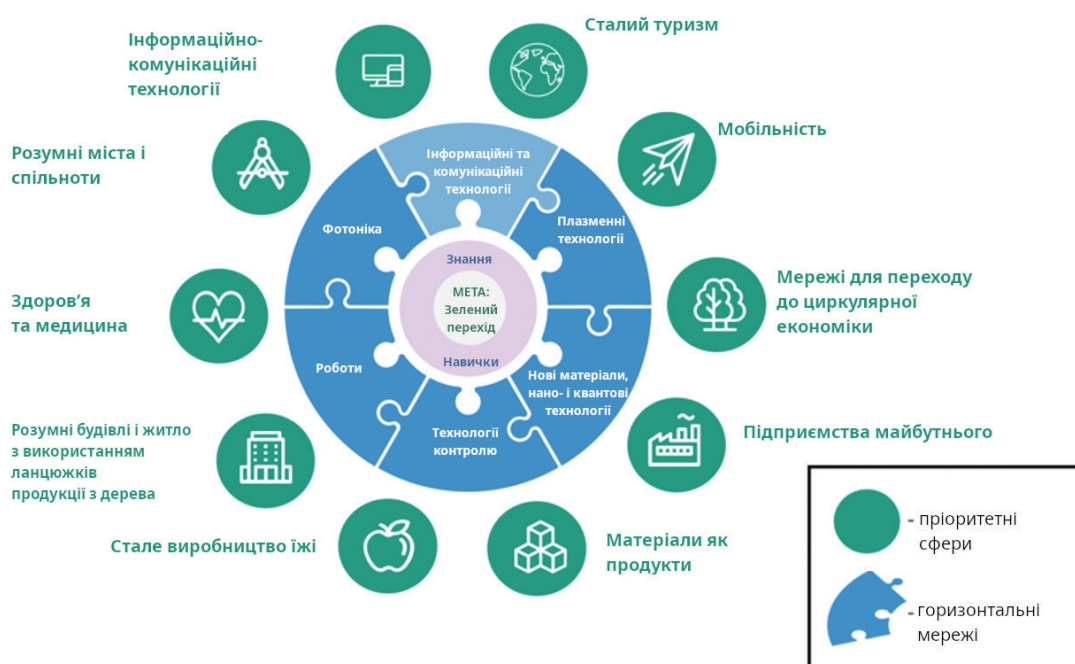 Інформаційно-
комунікаційні
технології
Сталий туризм
Розумні міста і
спільноти
Мобільність
Здоров’я
та медицина
Мережі для переходу
до циркулярної
економіки
Розумні будівлі і житло
з використанням
ланцюжків
продукції з дерева
Підприємства майбутнього
Стале виробництво їжі
Матеріали як
продукти
Інформаційні та
комунікаційні
технології
Фотоніка
Плазменні
технології
Роботи
Нові матеріали,
нано- і квантові
технології
Технології
контролю
Знання
МЕТА:
Зелений
перехід
Навички
- пріоритетні
сфери
- горизонтальні
мережі